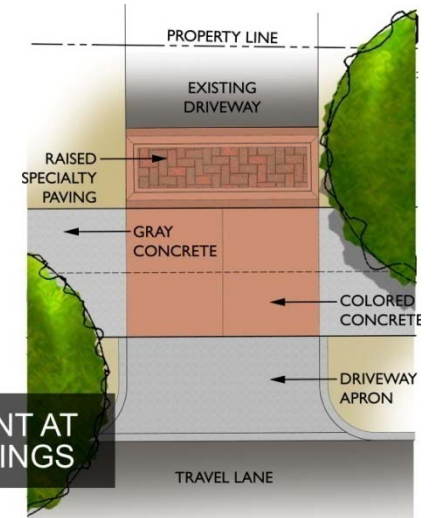 PROPERTY LINE
EXISTING
DRIVEWAY
RAISED
SPECIALTY
PAVING
GRAY
CONCRETE
COLORED
CONCRETE
DRIVEWAY
APRON
NT AT
INGS
TRAVEL LANE